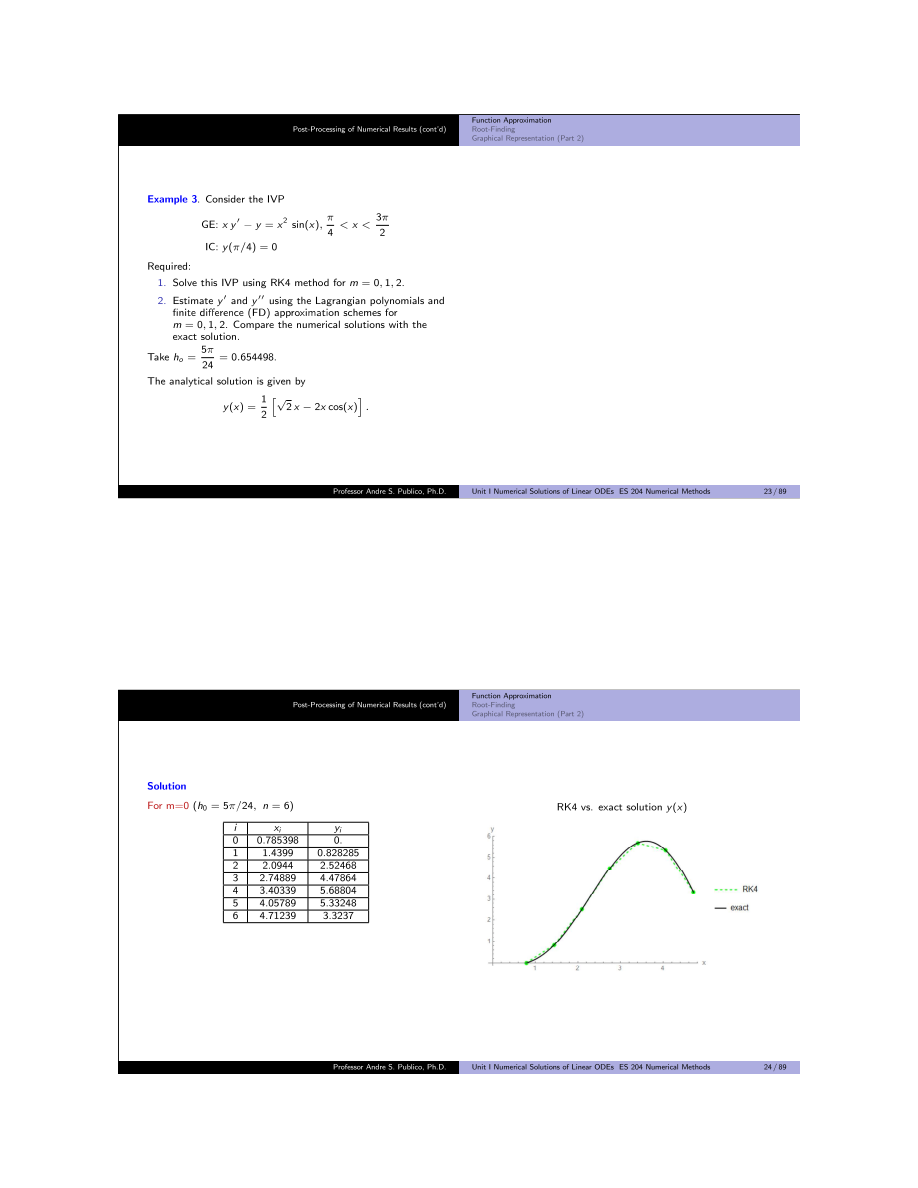 Post-Processing of Numerical Results (cont'd)
Function Approximation
Root-Finding
Graphical Representation (Part 2)
Example 3. Consider the IVP
GE: x y′ − y = x² sin(x), π/4 < x < 3π/2
IC: y(π/4) = 0
Required:
1. Solve this IVP using RK4 method for m = 0, 1, 2.
2. Estimate y′ and y′′ using the Lagrangian polynomials and
finite difference (FD) approximation schemes for
m = 0, 1, 2. Compare the numerical solutions with the
exact solution.
Take hₒ = 5π/24 = 0.654498.
The analytical solution is given by
y(x) = 1/2 [√2 x − 2x cos(x)] .
Professor Andre S. Publico, Ph.D.
Unit I Numerical Solutions of Linear ODEs ES 204 Numerical Methods
23 / 89
Post-Processing of Numerical Results (cont'd)
Function Approximation
Root-Finding
Graphical Representation (Part 2)
Solution
For m=0 (h₀ = 5π/24, n = 6)
i xᵢ yᵢ
0 0.785398 0.
1 1.4399 0.828285
2 2.0944 2.52468
3 2.74889 4.47864
4 3.40339 5.68804
5 4.05789 5.33248
6 4.71239 3.3237
RK4 vs. exact solution y(x)
y
6
5
4
3
2
1
1 2 3 4 x
RK4
exact
Professor Andre S. Publico, Ph.D.
Unit I Numerical Solutions of Linear ODEs ES 204 Numerical Methods
24 / 89